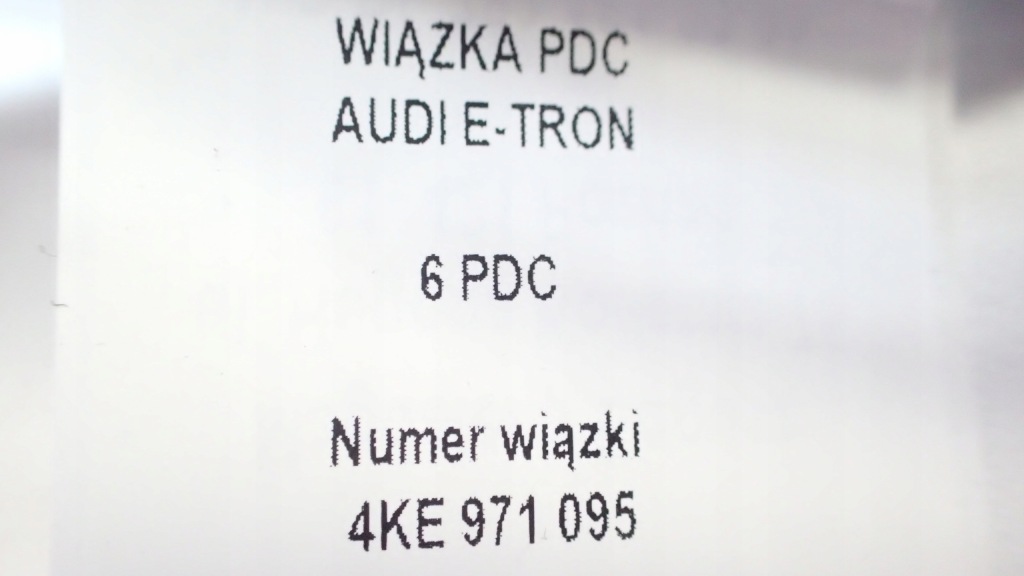 WIĄZKA PDC
AUDI E-TRON
6 PDC
Numer wiązki
4KE 971 095